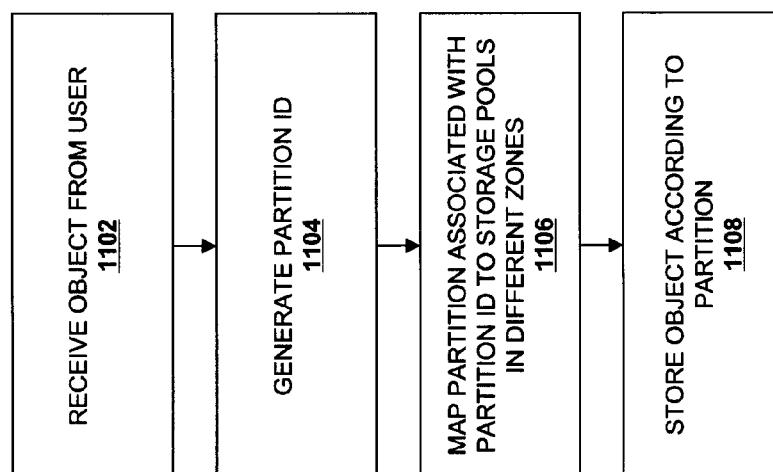 RECEIVE OBJECT FROM USER
1102
GENERATE PARTITION ID
1104
MAP PARTITION ASSOCIATED WITH
PARTITION ID TO STORAGE POOLS
IN DIFFERENT ZONES
1106
STORE OBJECT ACCORDING TO
PARTITION
1108